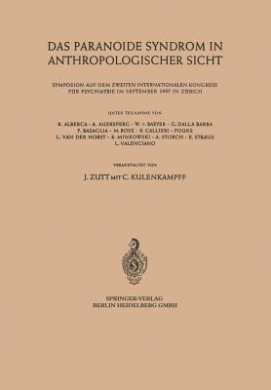 DAS PARANOIDE SYNDROM IN
ANTHROPOLOGISCHER SICHT
SYMPOSION AUF DEM ZWEITEN INTERNATIONALEN KONGRESS
FÜR PSYCHIATRIE IM SEPTEMBER 1957 IN ZÜRICH
UNTER TEILNAHME VON
R. ALBERCA - A. AUERSPERG - W. v. BAEYER - G. DALLA BARBA
F. BASAGLIA - M. BOSS - B. CALLIERI - FOUKS
L. VAN DER HORST - E. MINKOWSKI - A. STORCH - E. STRAUS
L. VALENCIANO
VERANSTALTET VON
J. ZUTT MIT C. KULENKAMPFF
SPRINGER-VERLAG
BERLIN HEIDELBERG GMBH